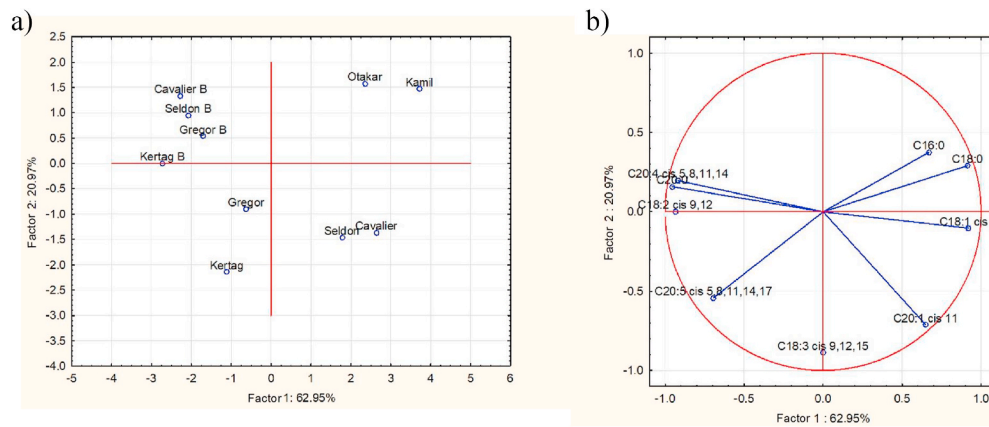 a)
2.5
2.0
1.5
1.0
0.5
0.0
-0.5
-1.0
-1.5
-2.0
-2.5
-3.0
-3.5
-4.0
Factor 2: 20.97%
Otakar
Kamil
Cavalier B
Seldon B
Gregor B
Kertag B
Gregor
Seldon
Cavalier
Kertag
-5
-4
-3
-2
-1
0
1
2
3
4
5
6
Factor 1: 62.95%
b)
1.0
0.5
0.0
-0.5
-1.0
Factor 2 : 20.97%
C16:0
C18:0
C20:4 cis 5,8,11,14
C18:2 cis 9,12
C18:1 cis
C20:5 cis 5,8,11,14,17
C20:1 cis 11
C18:3 cis 9,12,15
-1.0
-0.5
0.0
0.5
1.0
Factor 1 : 62.95%